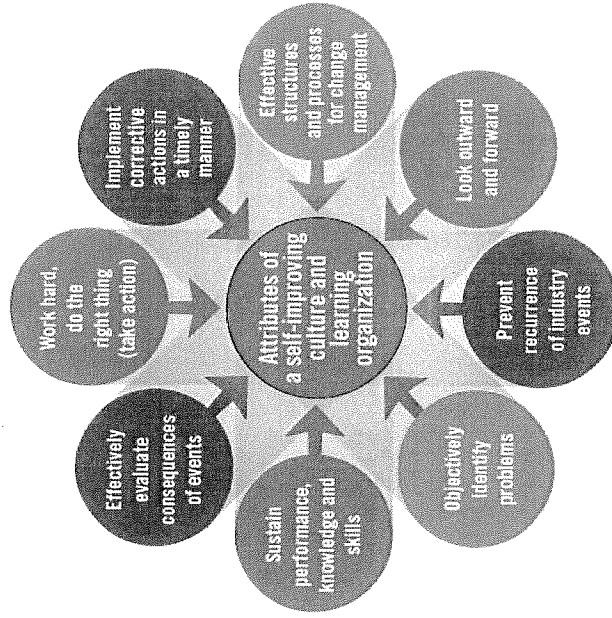 Attributes of
a self-improving
culture and
learning
organization
Work hard,
do the
right thing
(take action)
Implement
corrective
actions in
a timely
manner
Effective
structures
and processes
for change
management
Look outward
and forward
Prevent
recurrence
of industry
events
Objectively
identify
problems
Sustain
performance,
knowledge and
skills
Effectively
evaluate
consequences
of events